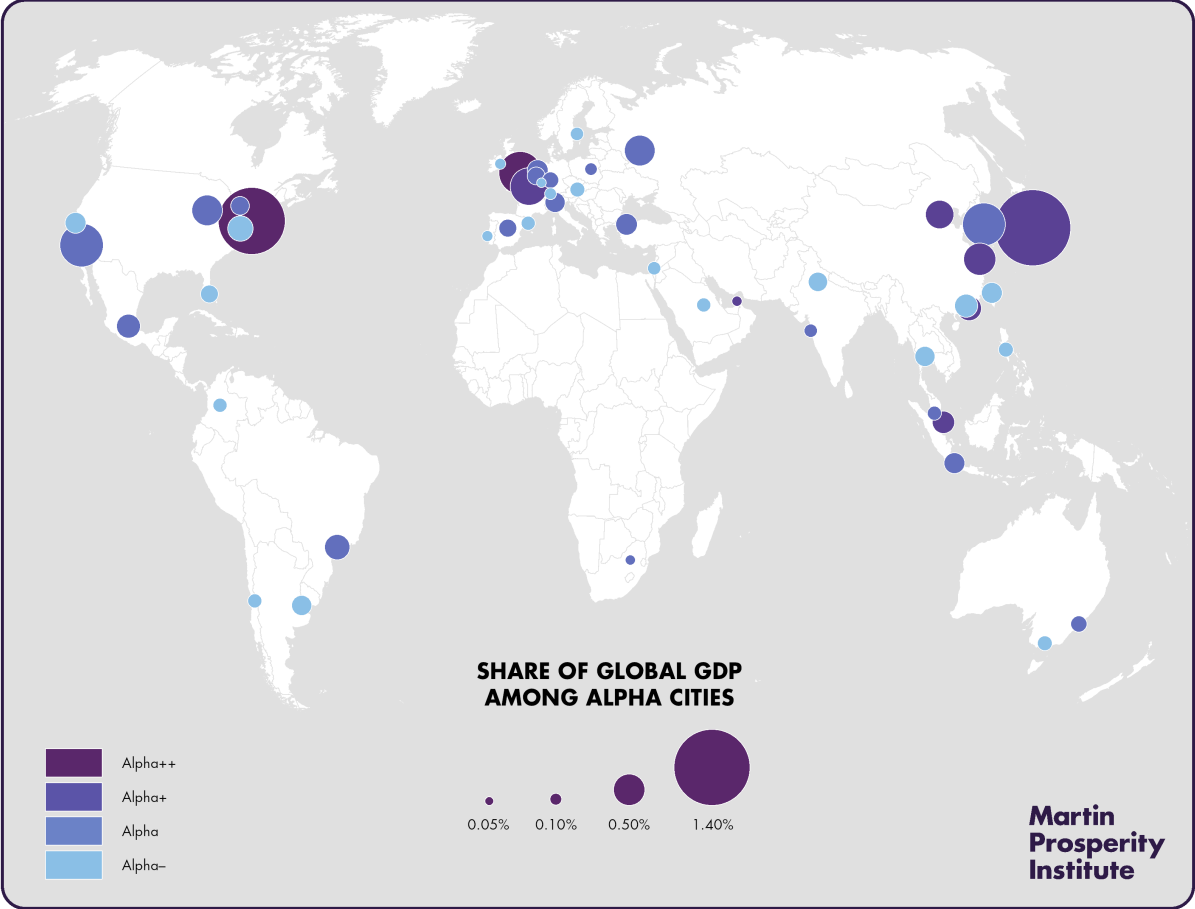 SHARE OF GLOBAL GDP
AMONG ALPHA CITIES
Alpha++
Alpha+
Alpha
Alpha–
0.05%
0.10%
0.50%
1.40%
Martin
Prosperity
Institute